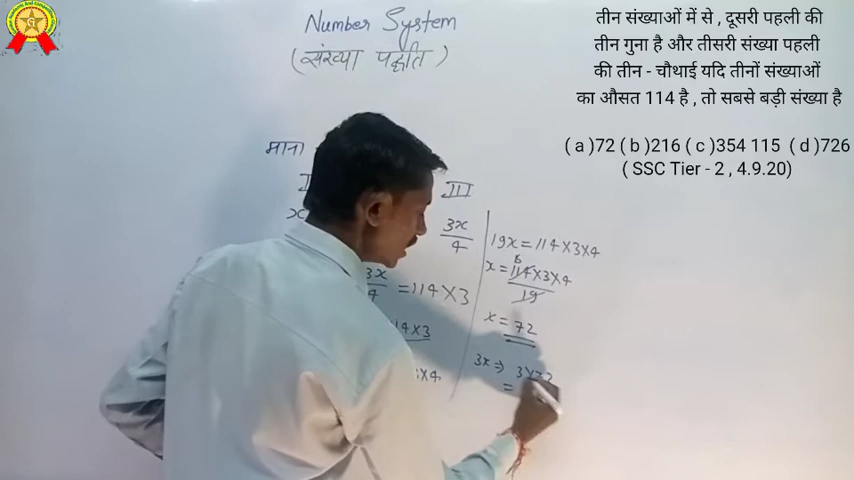 Number System
(संख्या पद्धति)
तीन संख्याओं में से , दूसरी पहली की
तीन गुना है और तीसरी संख्या पहली
की तीन - चौथाई यदि तीनों संख्याओं
का औसत 114 है , तो सबसे बड़ी संख्या है
( a )72 ( b )216 ( c )354 115 ( d )726
( SSC Tier - 2 , 4.9.20)
माना
I III
x 3x/4
3x/4 = 114 × 3
114 × 3
× 4
19x = 114 × 3 × 4
x = 114 × 3 × 4 / 19
6
x = 72
3x ⇒ 3 × 72
=